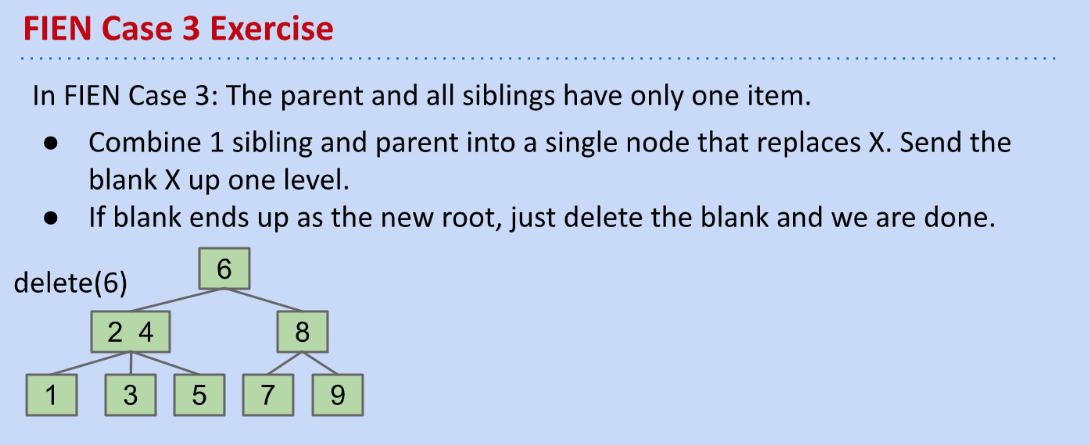 FIEN Case 3 Exercise
In FIEN Case 3: The parent and all siblings have only one item.
● Combine 1 sibling and parent into a single node that replaces X. Send the
blank X up one level.
● If blank ends up as the new root, just delete the blank and we are done.
delete(6)
6
2 4
8
1
3
5
7
9